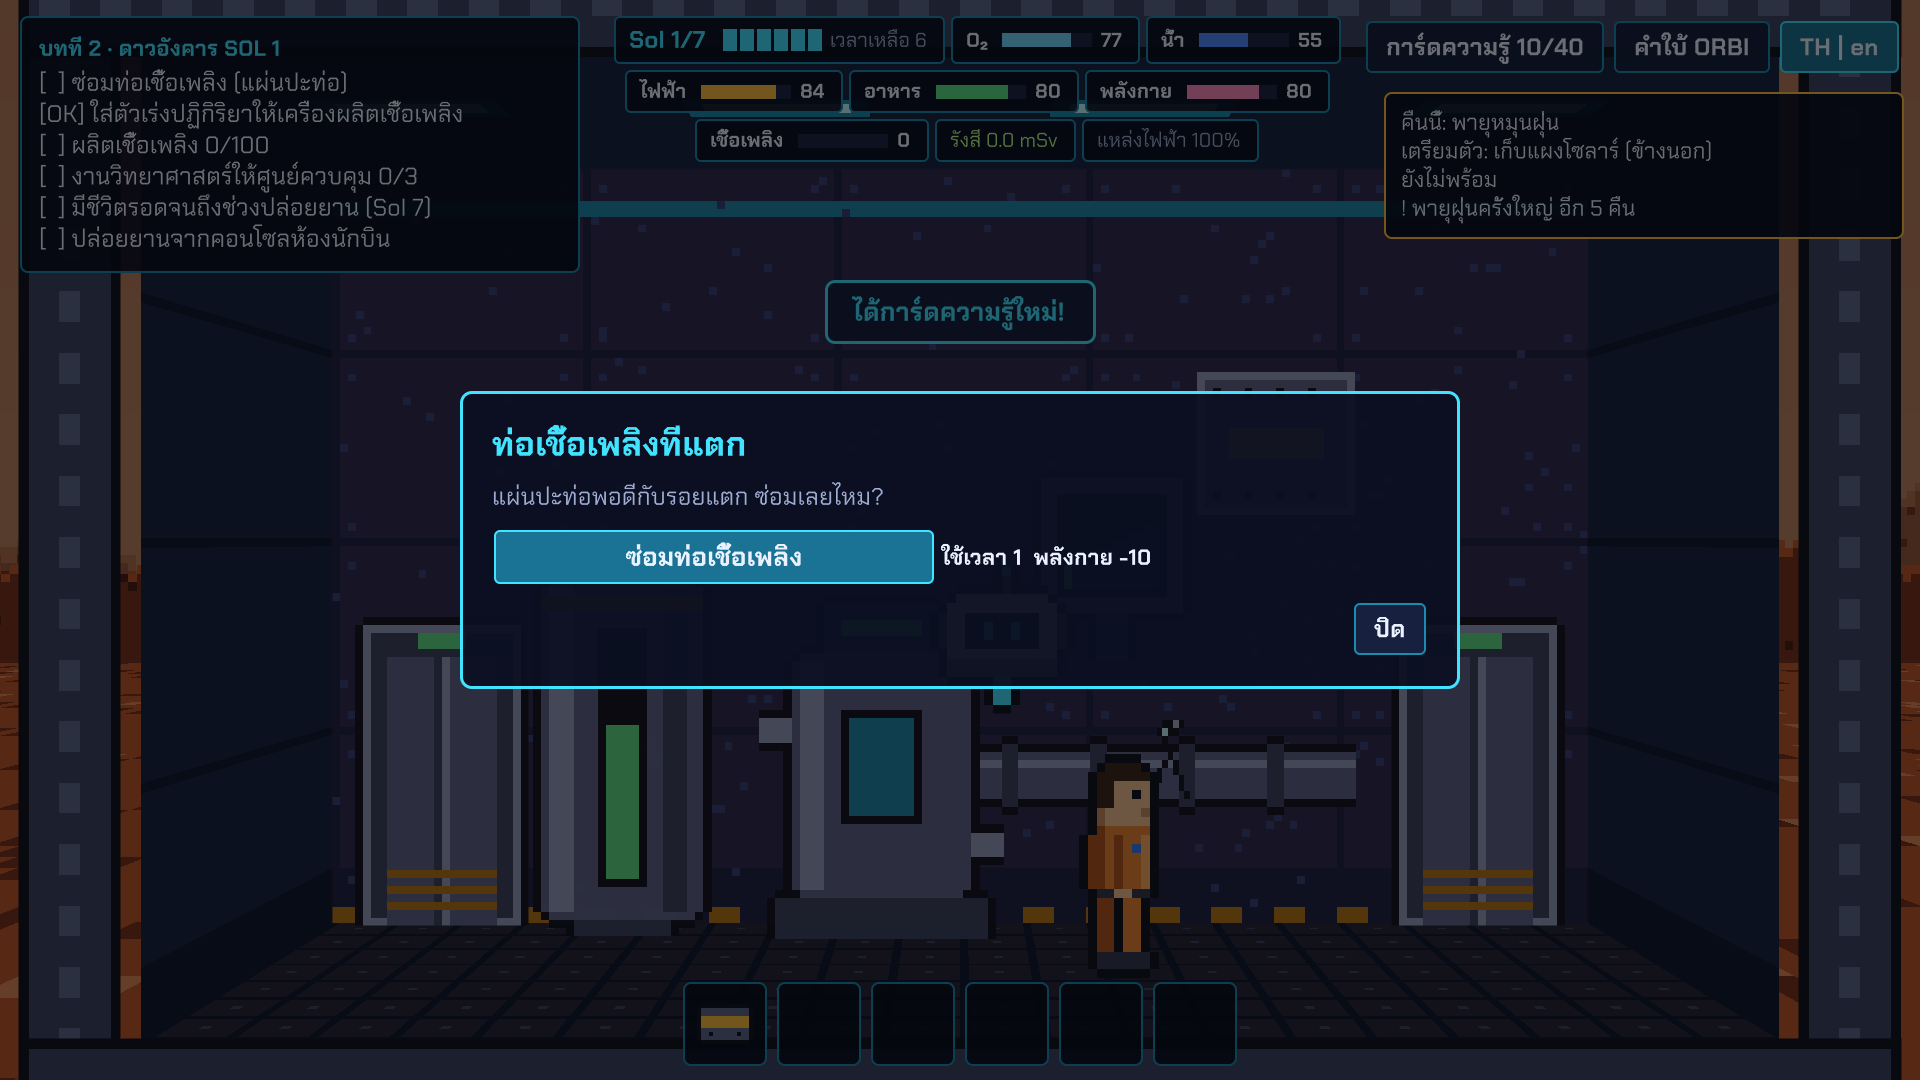 บทที่ 2 · ดาวอังคาร SOL 1
[ ] ซ่อมท่อเชื้อเพลิง (แผ่นปะท่อ)
[OK] ใส่ตัวเร่งปฏิกิริยาให้เครื่องผลิตเชื้อเพลิง
[ ] ผลิตเชื้อเพลิง 0/100
[ ] งานวิทยาศาสตร์ให้ศูนย์ควบคุม 0/3
[ ] มีชีวิตรอดจนถึงช่วงปล่อยยาน (Sol 7)
[ ] ปล่อยยานจากคอนโซลห้องนักบิน
Sol 1/7 เวลาเหลือ 6
O₂ 77
น้ำ 55
ไฟฟ้า 84
อาหาร 80
พลังกาย 80
เชื้อเพลิง 0
รังสี 0.0 mSv
แหล่งไฟฟ้า 100%
การ์ดความรู้ 10/40
คำใบ้ ORBI
TH | en
คืนนี้: พายุหมุนฝุ่น
เตรียมตัว: เก็บแผงโซลาร์ (ข้างนอก)
ยังไม่พร้อม
! พายุฝุ่นครั้งใหญ่ อีก 5 คืน
ได้การ์ดความรู้ใหม่!
ท่อเชื้อเพลิงที่แตก
แผ่นปะท่อพอดีกับรอยแตก ซ่อมเลยไหม?
ซ่อมท่อเชื้อเพลิง
ใช้เวลา 1 พลังกาย -10
ปิด